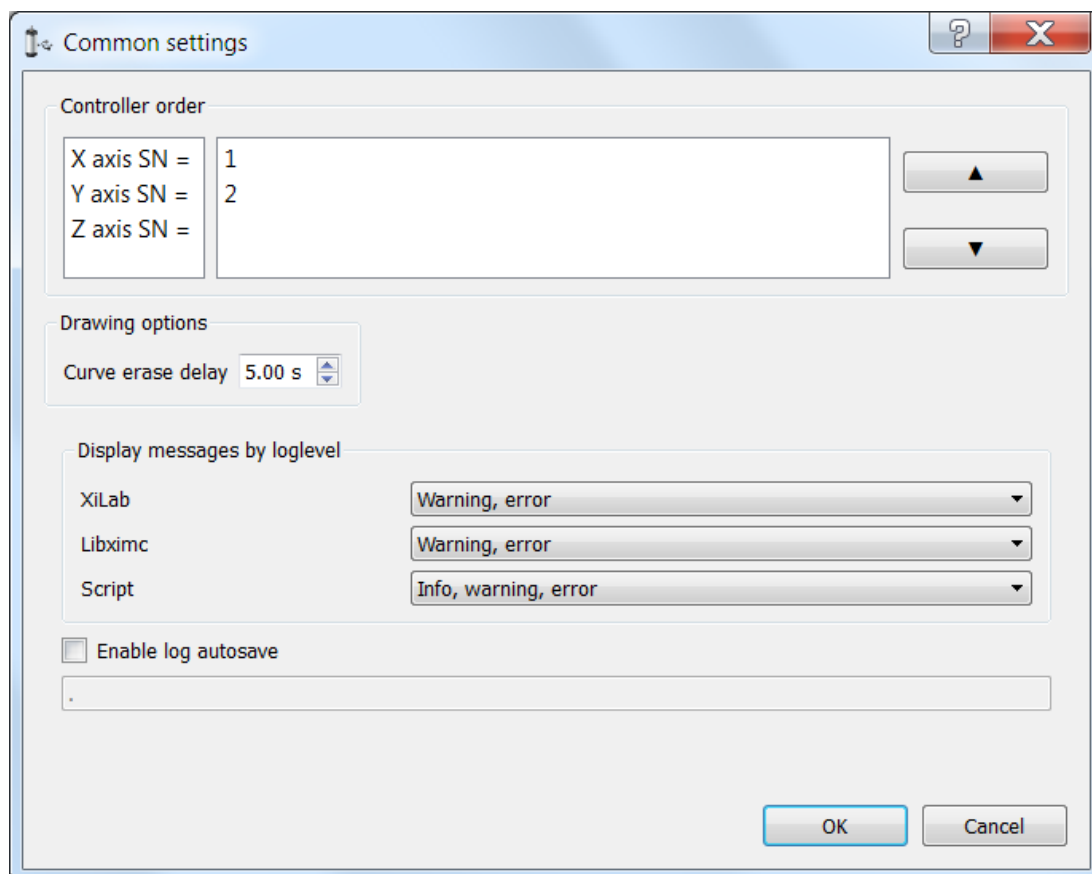 Common settings
Controller order
X axis SN = 1
Y axis SN = 2
Z axis SN =
▲
▼
Drawing options
Curve erase delay 5.00 s
Display messages by loglevel
XiLab Warning, error
Libximc Warning, error
Script Info, warning, error
Enable log autosave
.
OK Cancel